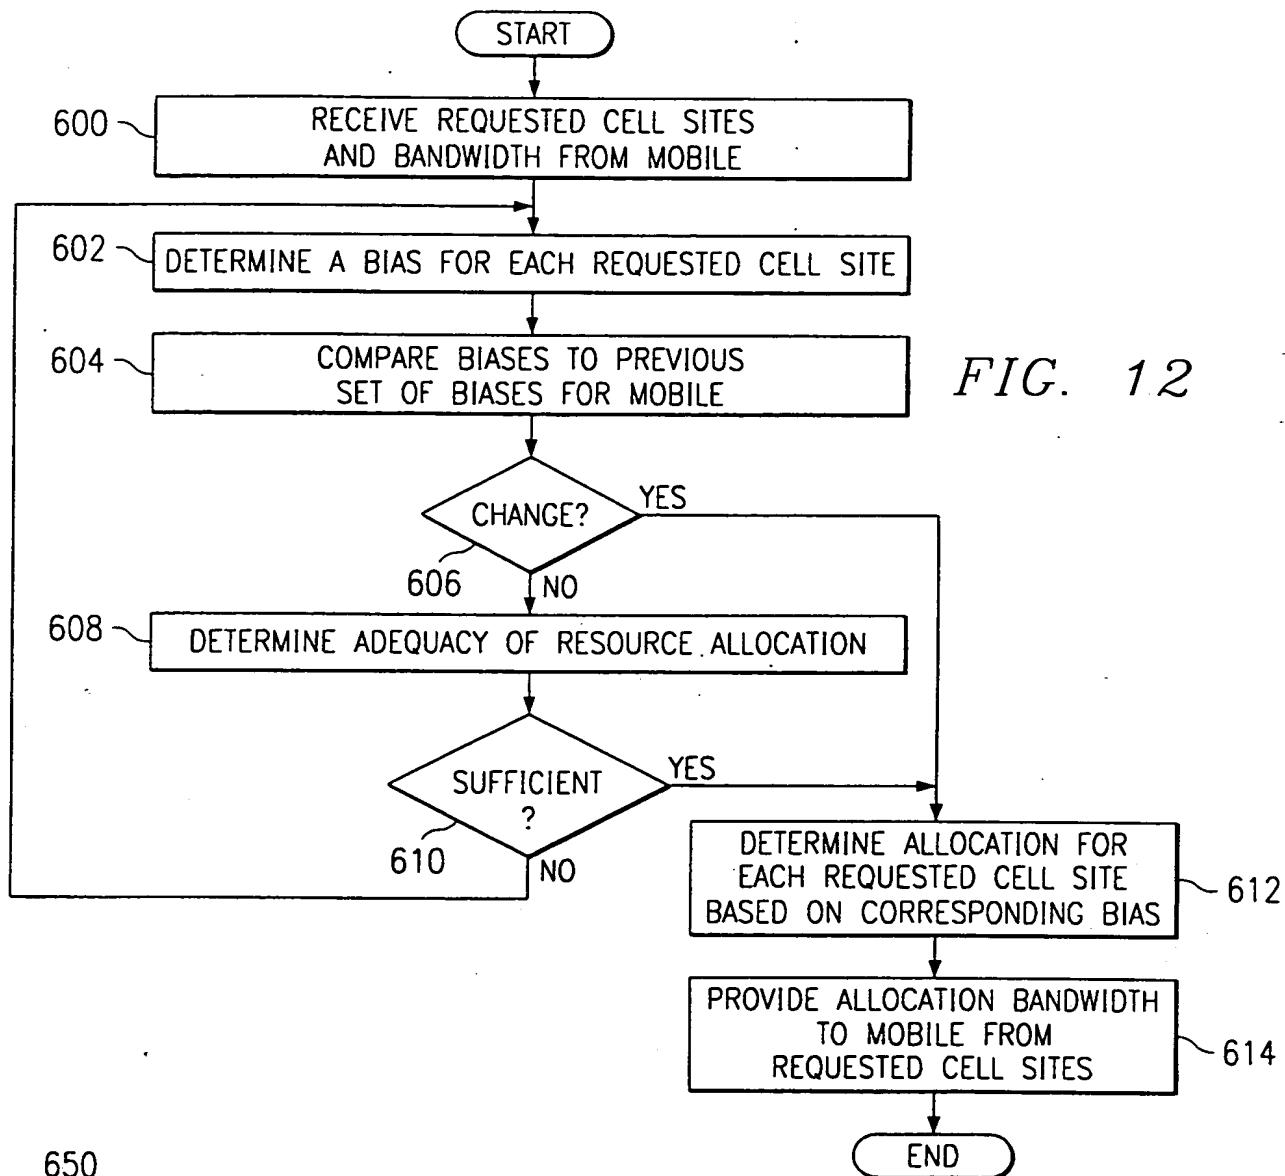 START
600
RECEIVE REQUESTED CELL SITES
AND BANDWIDTH FROM MOBILE
602
DETERMINE A BIAS FOR EACH REQUESTED CELL SITE
604
COMPARE BIASES TO PREVIOUS
SET OF BIASES FOR MOBILE
FIG. 12
CHANGE?
YES
606
NO
608
DETERMINE ADEQUACY OF RESOURCE ALLOCATION
SUFFICIENT
?
YES
610
NO
DETERMINE ALLOCATION FOR
EACH REQUESTED CELL SITE
BASED ON CORRESPONDING BIAS
612
PROVIDE ALLOCATION BANDWIDTH
TO MOBILE FROM
REQUESTED CELL SITES
614
END
650